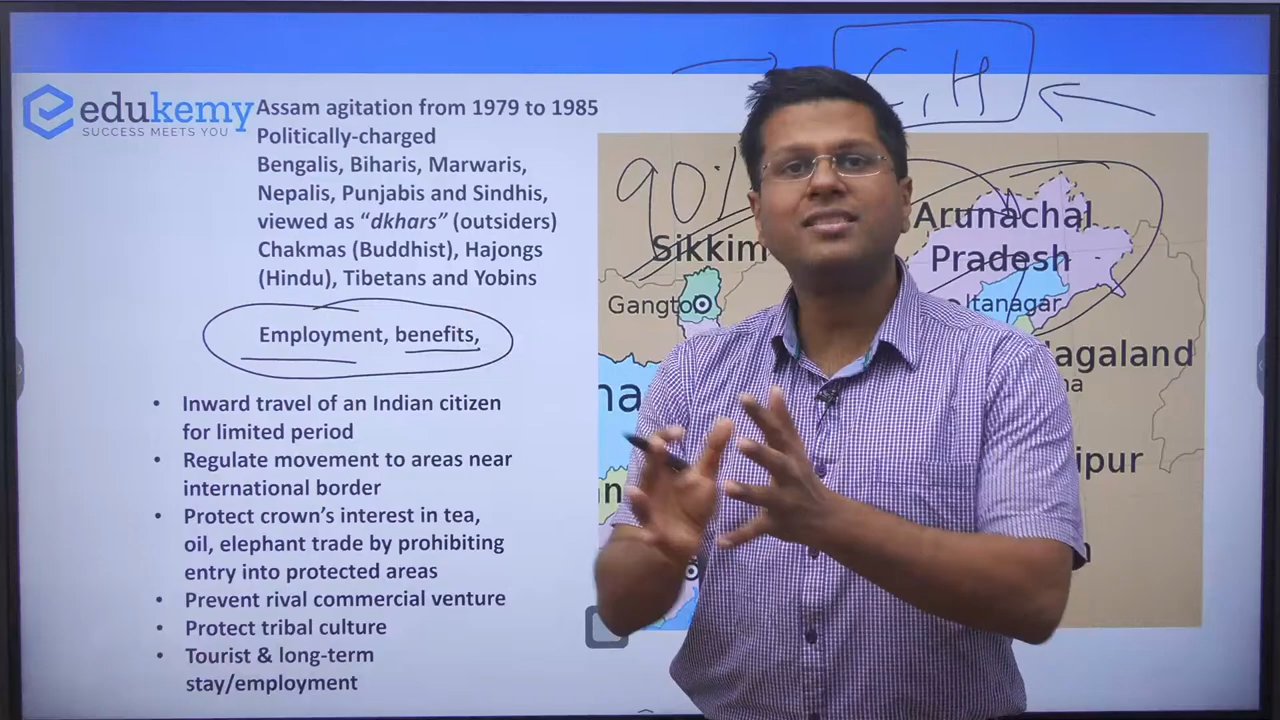 edukemy
SUCCESS MEETS YOU
Assam agitation from 1979 to 1985
Politically-charged
Bengalis, Biharis, Marwaris,
Nepalis, Punjabis and Sindhis,
viewed as “dkhars” (outsiders)
Chakmas (Buddhist), Hajongs
(Hindu), Tibetans and Yobins
Employment, benefits,
• Inward travel of an Indian citizen
for limited period
• Regulate movement to areas near
international border
• Protect crown’s interest in tea,
oil, elephant trade by prohibiting
entry into protected areas
• Prevent rival commercial venture
• Protect tribal culture
• Tourist & long-term
stay/employment
C, H
90%
Sikkim
Gangto
Arunachal
Pradesh
Itanagar
agaland
ipur